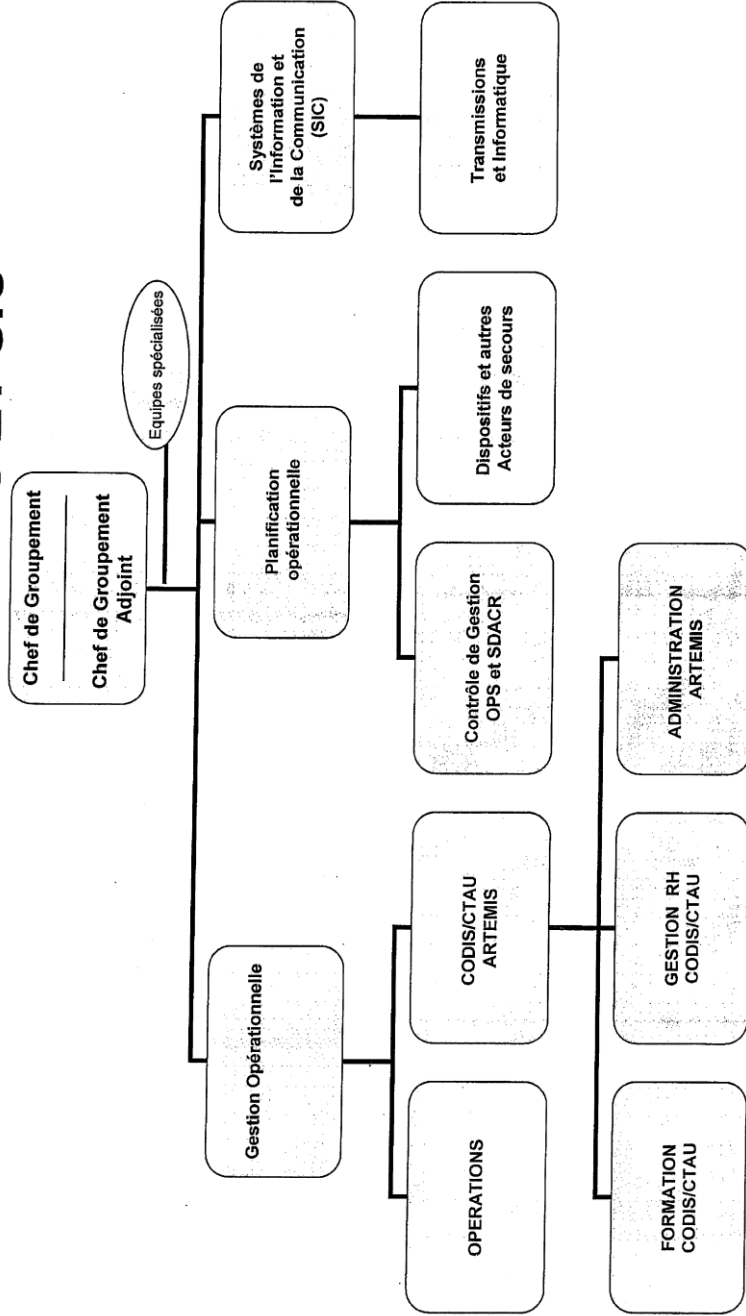 Chef de Groupement
Chef de Groupement
Adjoint
Equipes spécialisées
Gestion Opérationnelle
Planification
opérationnelle
Systèmes de
l'Information et
de la Communication
(SIC)
OPERATIONS
CODIS/CTAU
ARTEMIS
Contrôle de Gestion
OPS et SDACR
Dispositifs et autres
Acteurs de secours
Transmissions
et Informatique
FORMATION
CODIS/CTAU
GESTION RH
CODIS/CTAU
ADMINISTRATION
ARTEMIS